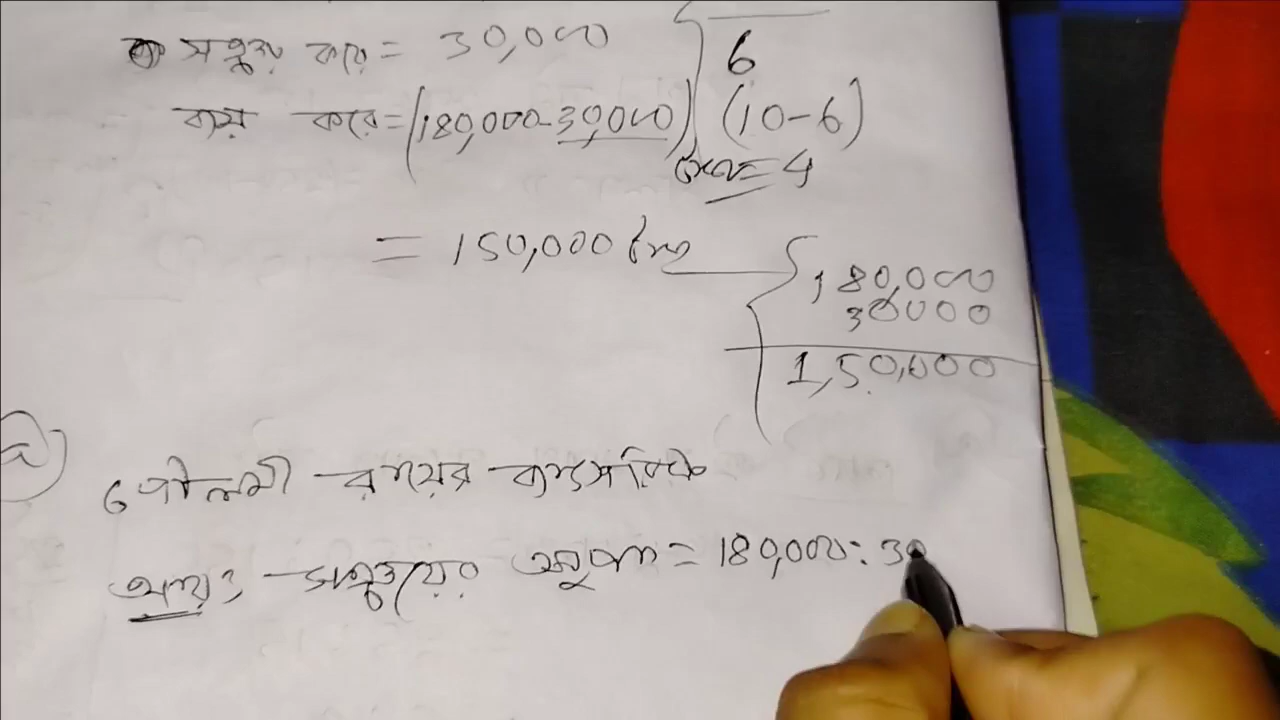 সঞ্চয় করে = 30,000
6
ব্যয় করে = (180,000-30,000)
(10-6)
= 4
= 150,000 টাকা
180,000
30000
1,50,000
পৌলমী রায়ের বাৎসরিক
আয় ও সঞ্চয়ের অনুপাত = 180,000: 30